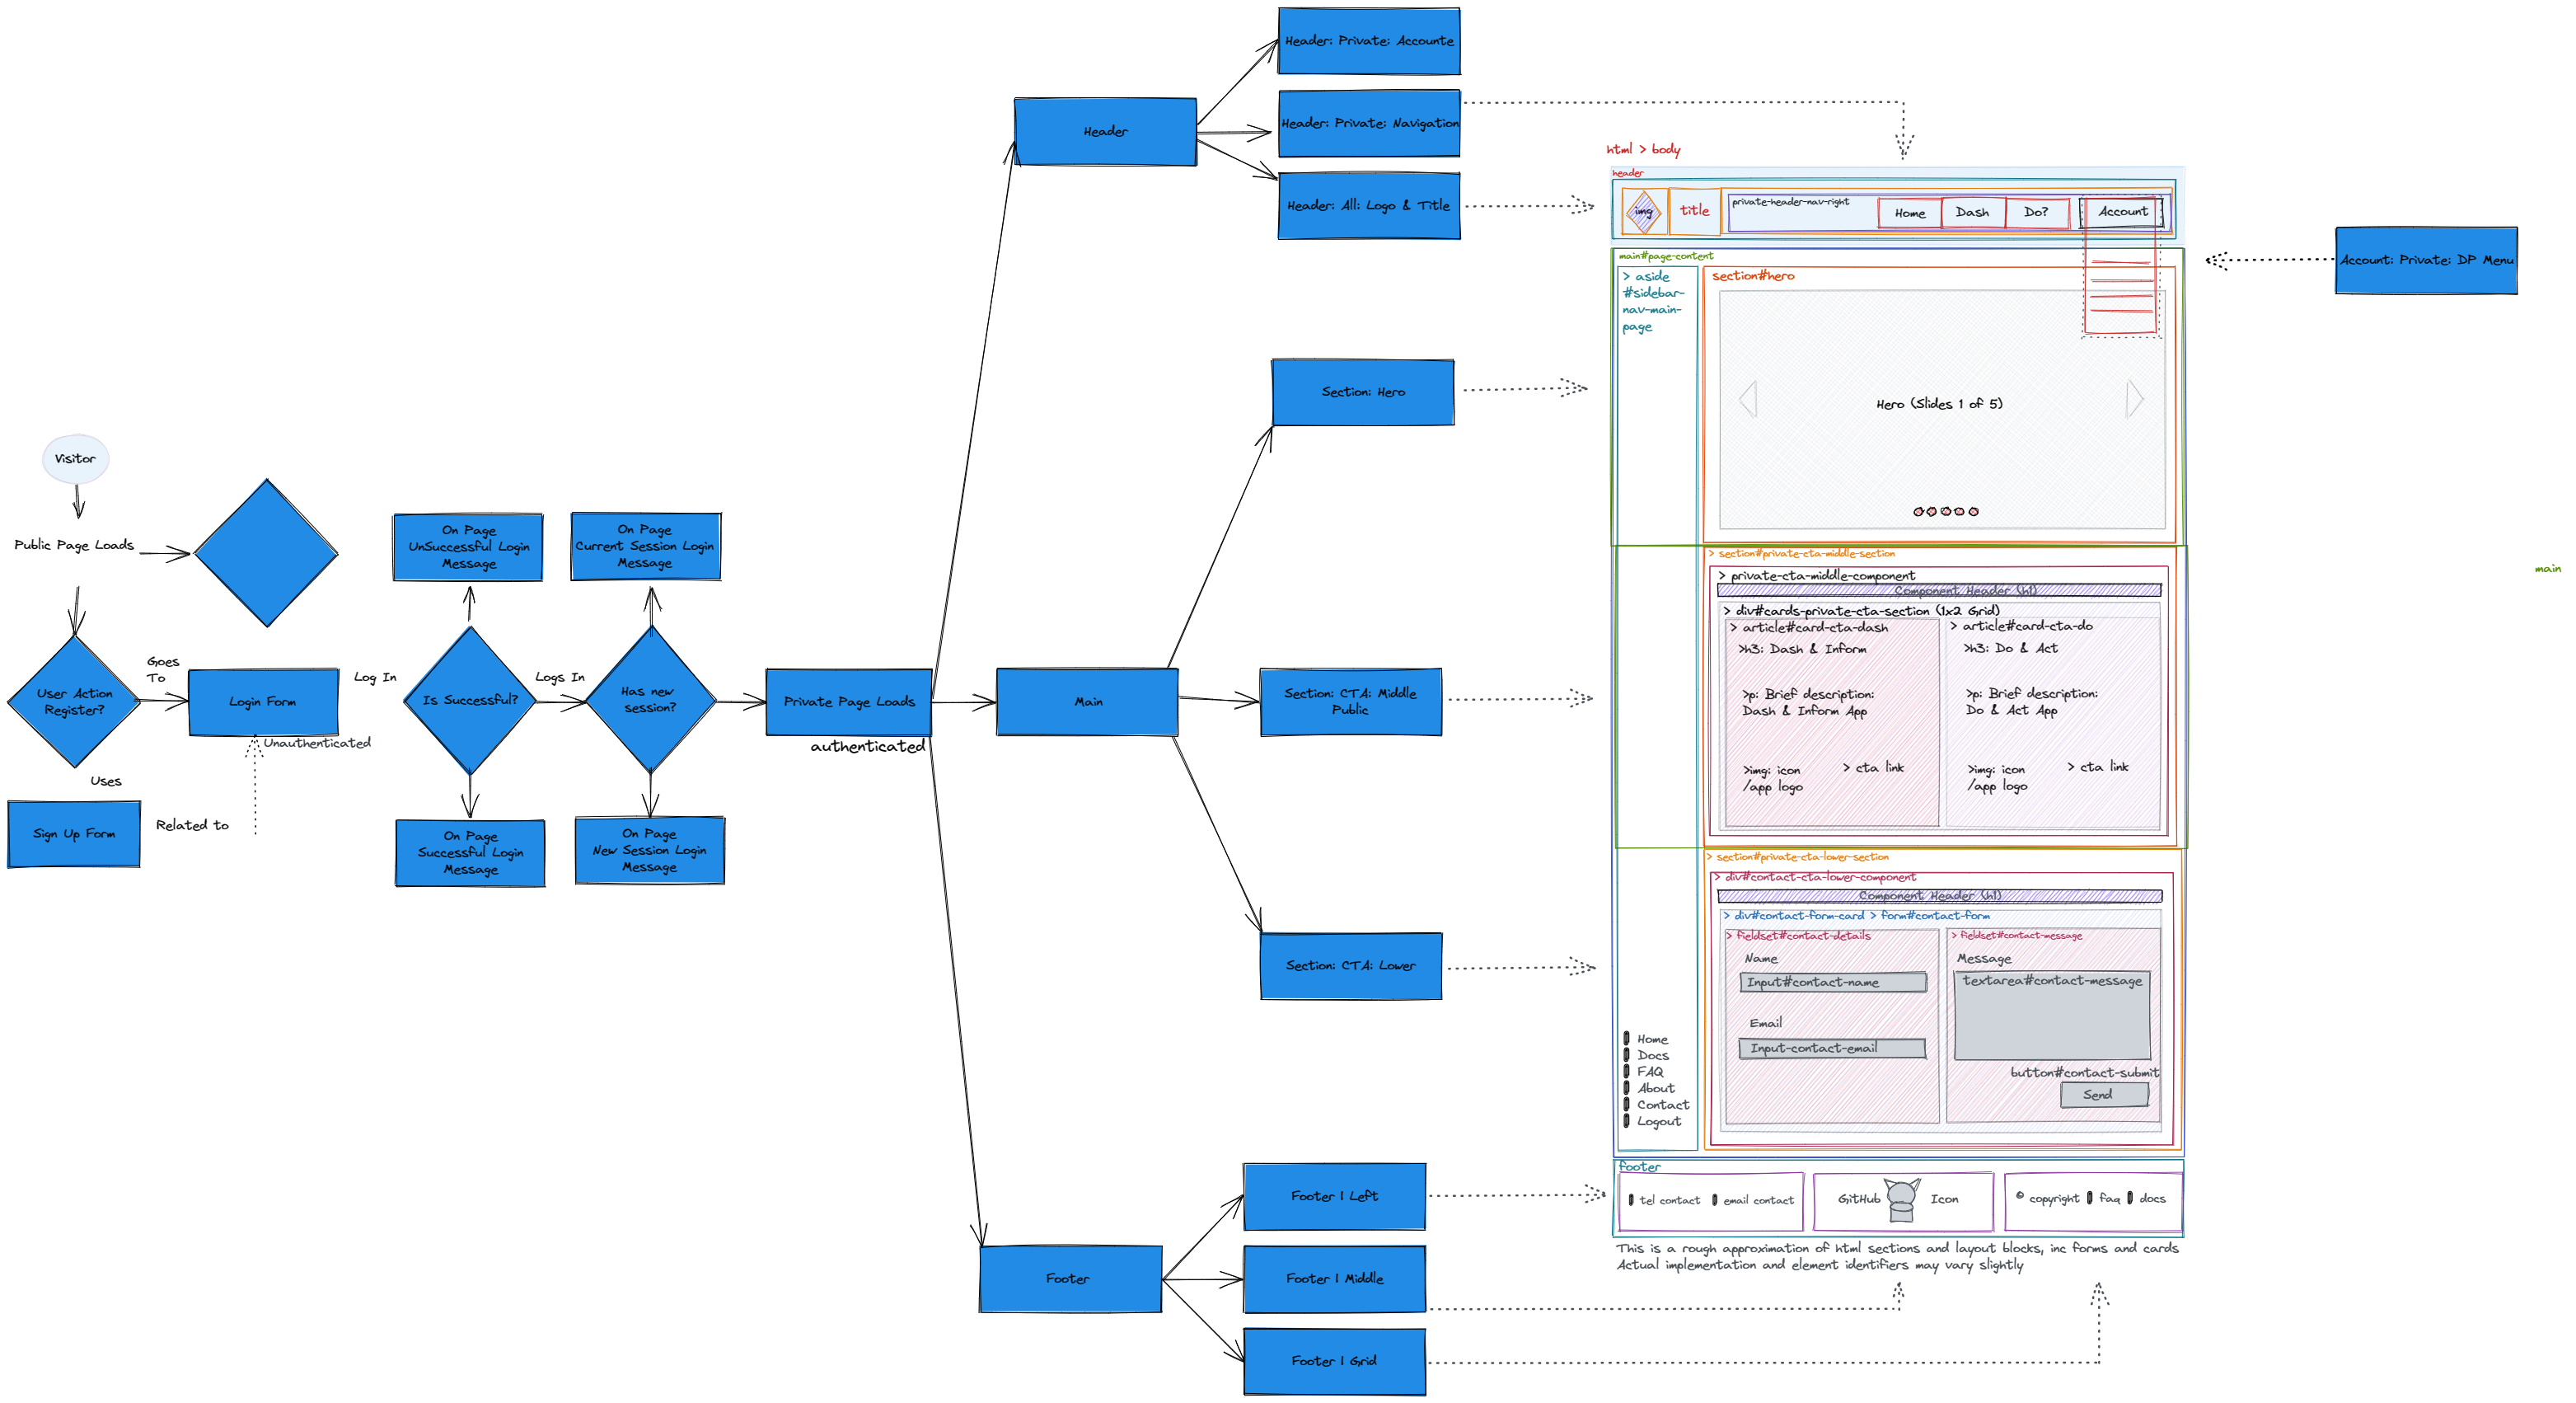 Visitor
Public Page Loads
User Action
Register?
Goes
To
Login Form
Unauthenticated
Uses
Sign Up Form
Related to
Log In
On Page
UnSuccessful Login
Message
Is Successful?
On Page
Successful Login
Message
Logs In
On Page
Current Session Login
Message
Has new
session?
On Page
New Session Login
Message
Private Page Loads
authenticated
Header
Header: Private: Accounte
Header: Private: Navigation
Header: All: Logo & Title
Main
Section: Hero
Section: CTA: Middle
Public
Section: CTA: Lower
Footer
Footer | Left
Footer | Middle
Footer | Grid
html > body
header
img
title
private-header-nav-right
Home
Dash
Do?
Account
Account: Private: DP Menu
main#page-content
> aside
#sidebar-
nav-main-
page
section#hero
Hero (Slides 1 of 5)
main
> section#private-cta-middle-section
> private-cta-middle-component
Component Header (h1)
> div#cards-private-cta-section (1x2 Grid)
> article#card-cta-dash
>h3: Dash & Inform
>p: Brief description:
Dash & Inform App
>img: icon
/app logo
> cta link
> article#card-cta-do
>h3: Do & Act
>p: Brief description:
Do & Act App
>img: icon
/app logo
> cta link
> section#private-cta-lower-section
> div#contact-cta-lower-component
Component Header (h1)
> div#contact-form-card > form#contact-form
> fieldset#contact-details
Name
Input#contact-name
Email
Input-contact-email
> fieldset#contact-message
Message
textarea#contact-message
button#contact-submit
Send
Home
Docs
FAQ
About
Contact
Logout
footer
tel contact
email contact
GitHub
Icon
© copyright
faq
docs
This is a rough approximation of html sections and layout blocks, inc forms and cards
Actual implementation and element identifiers may vary slightly